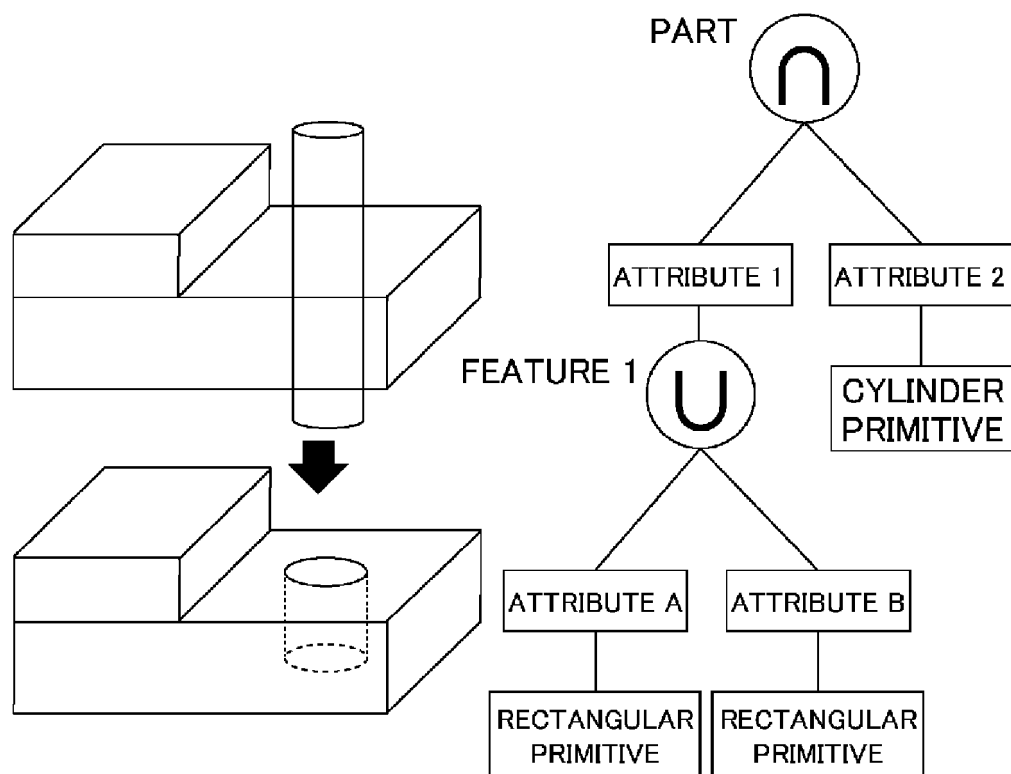 PART
∩
ATTRIBUTE 1
ATTRIBUTE 2
FEATURE 1
∪
CYLINDER
PRIMITIVE
ATTRIBUTE A
ATTRIBUTE B
RECTANGULAR
PRIMITIVE
RECTANGULAR
PRIMITIVE